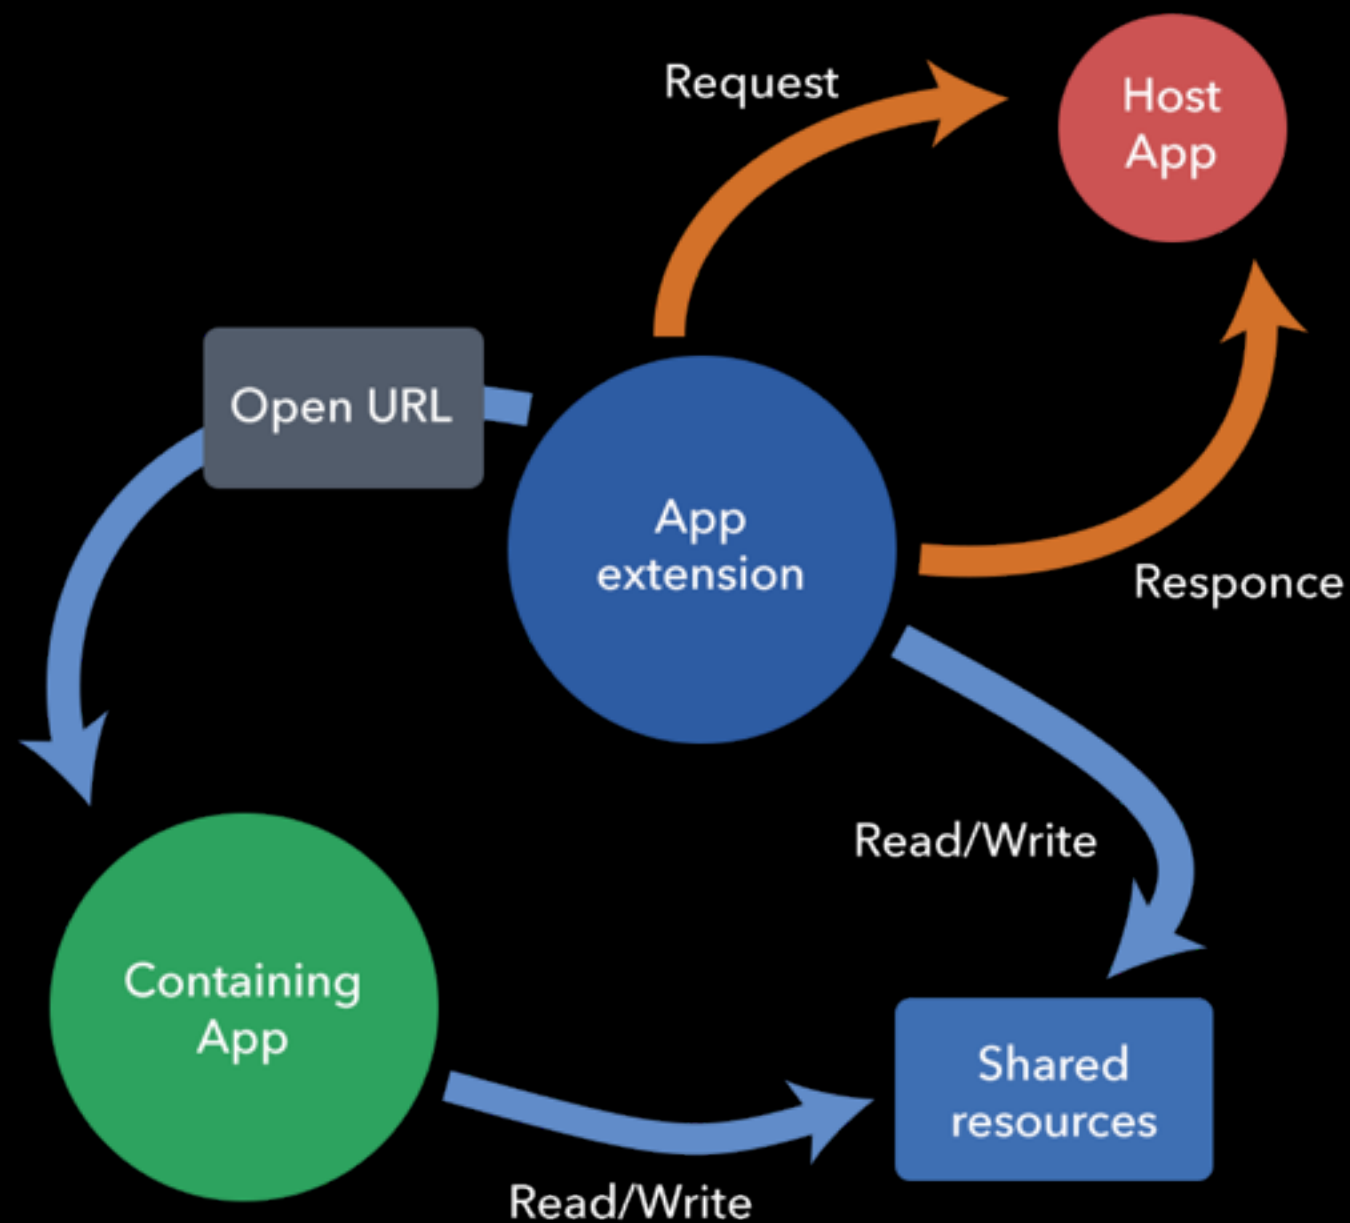 Request
Host
App
Open URL
App
extension
Responce
Read/Write
Containing
App
Shared
resources
Read/Write